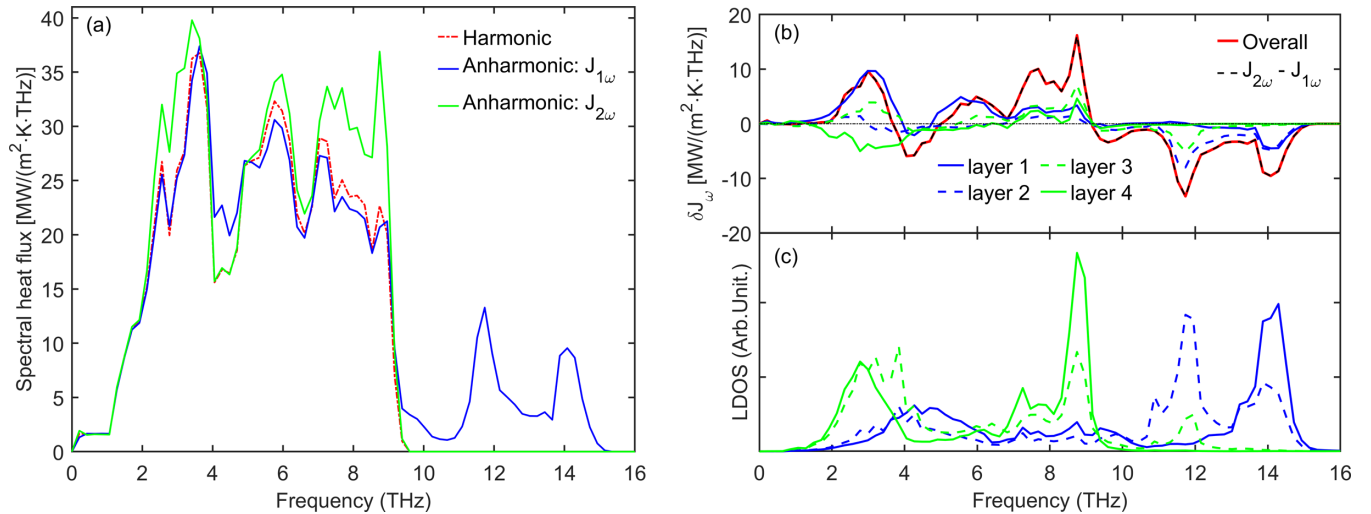 (a)
Harmonic
Anharmonic: J1ω
Anharmonic: J2ω
Spectral heat flux [MW/(m²·K·THz)]
40
35
30
25
20
15
10
5
0
0 2 4 6 8 10 12 14 16
Frequency (THz)
(b)
Overall
J2ω - J1ω
δJω [MW/(m²·K·THz)]
20
10
0
-10
-20
layer 1
layer 3
layer 2
layer 4
(c)
LDOS (Arb.Unit.)
0 2 4 6 8 10 12 14 16
Frequency (THz)